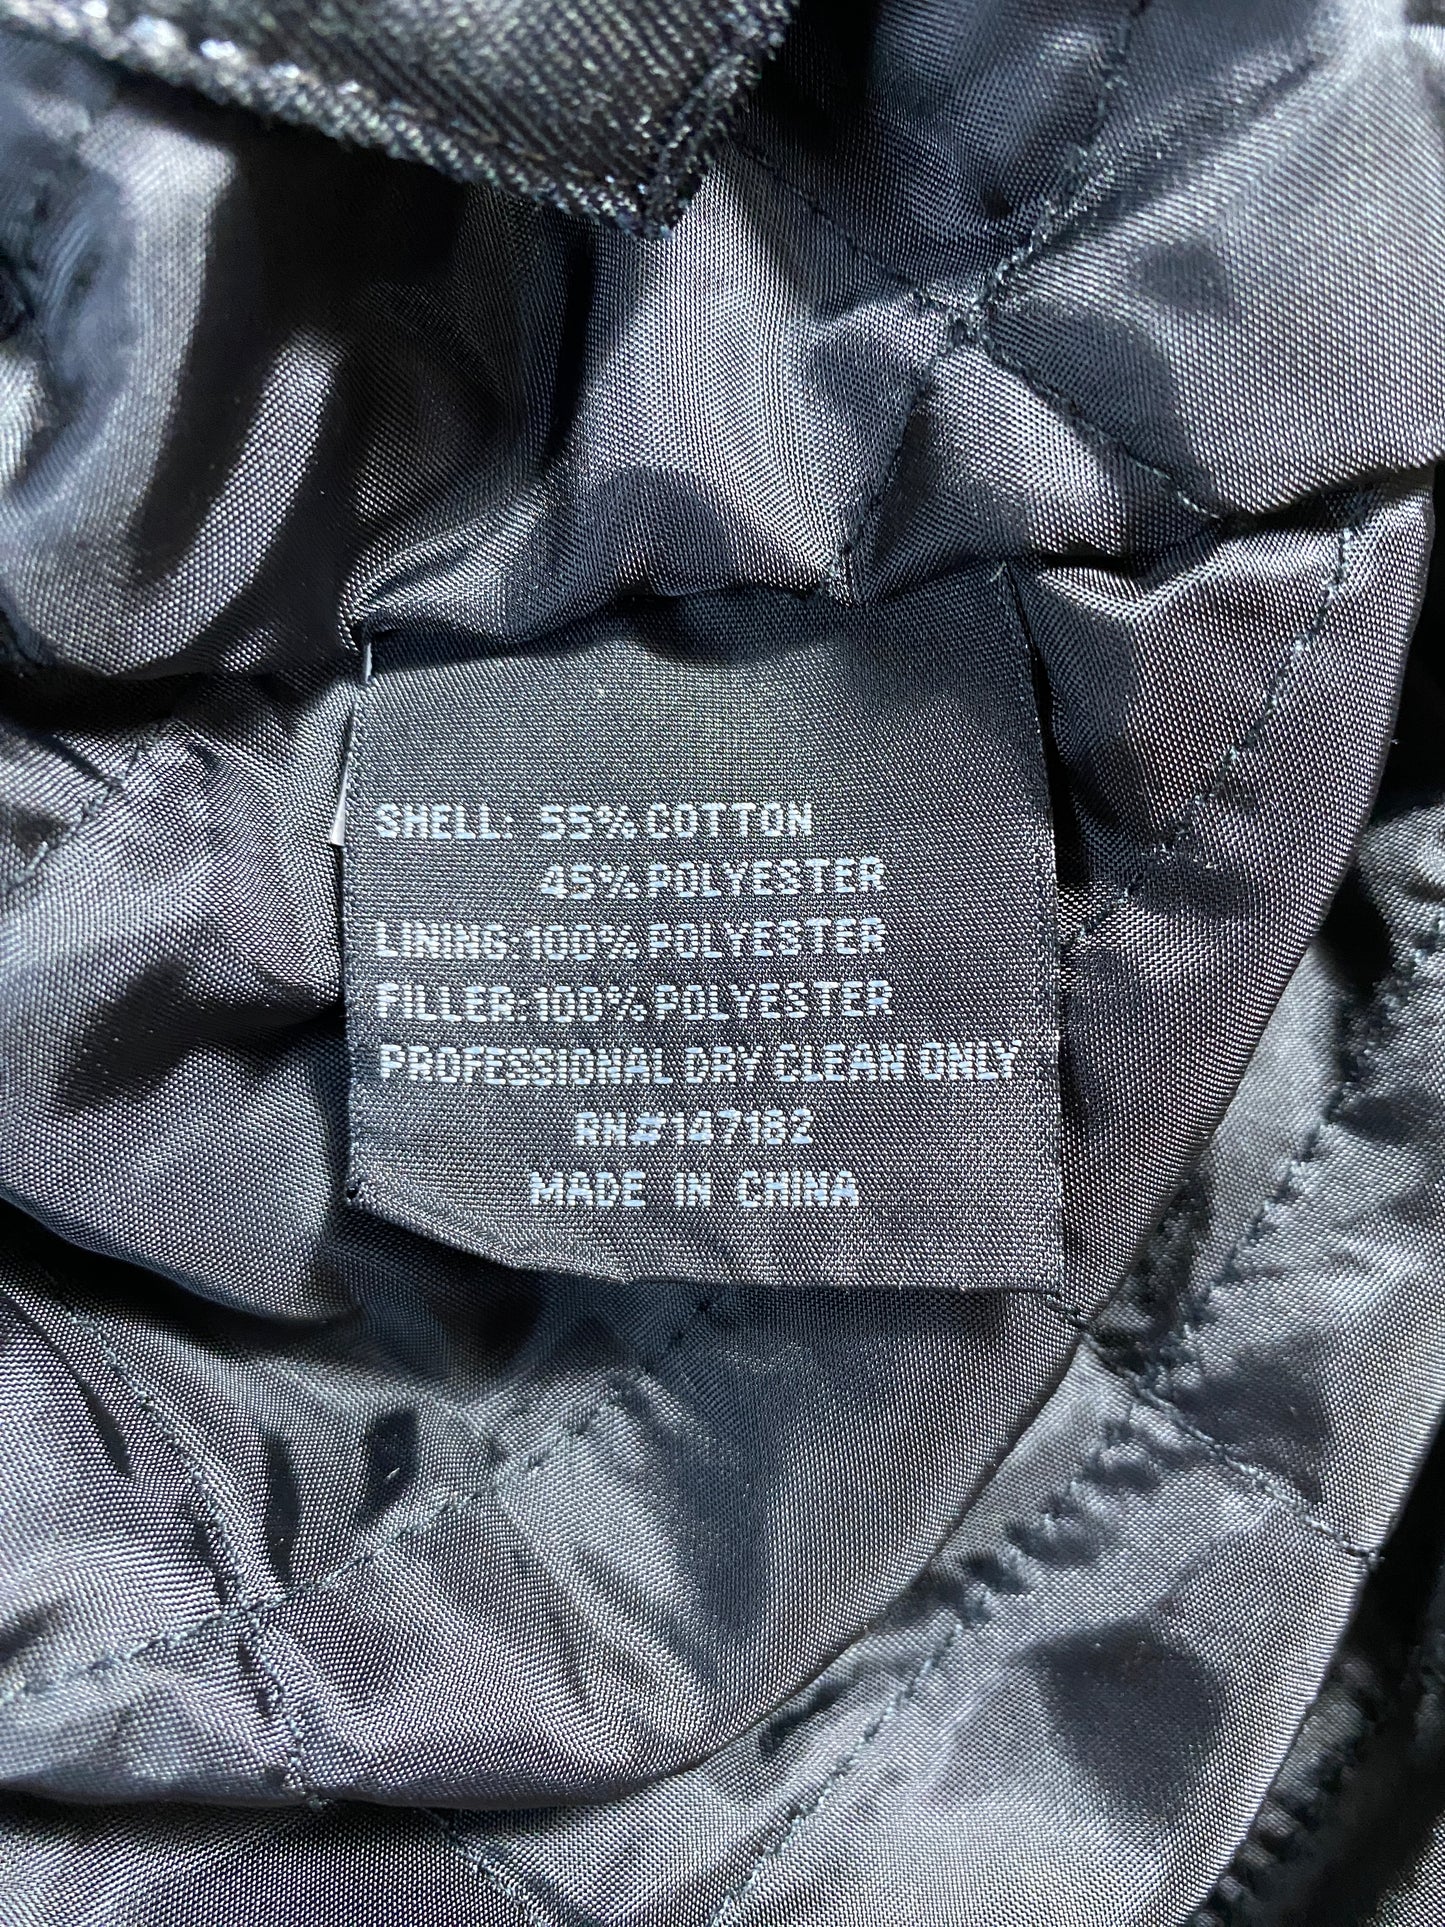 SHELL: 55% COTTON
45% POLYESTER
LINING: 100% POLYESTER
FILLER: 100% POLYESTER
PROFESSIONAL DRY CLEAN ONLY
RN#147182
MADE IN CHINA